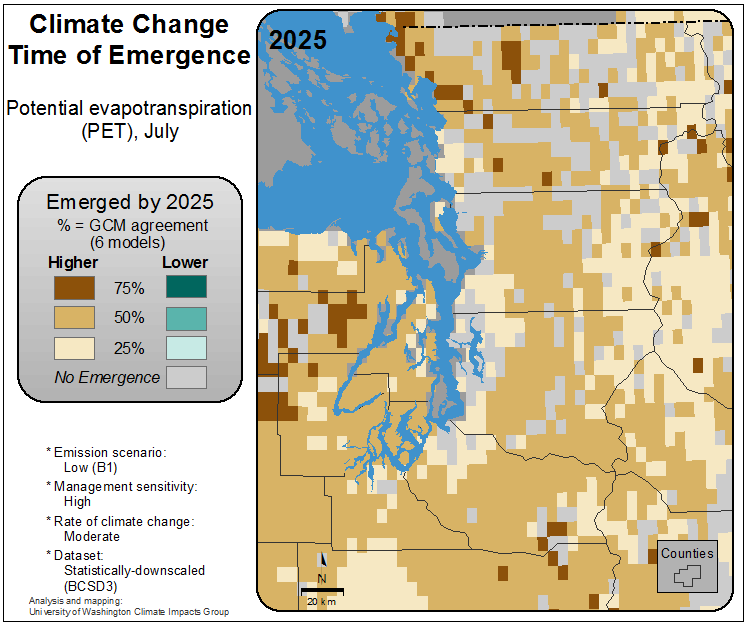 Climate Change
Time of Emergence
Potential evapotranspiration
(PET), July
Emerged by 2025
% = GCM agreement
(6 models)
Higher Lower
75%
50%
25%
No Emergence
* Emission scenario:
Low (B1)
* Management sensitivity:
High
* Rate of climate change:
Moderate
* Dataset:
Statistically-downscaled
(BCSD3)
Analysis and mapping:
University of Washington Climate Impacts Group
2025
N
20 km
Counties